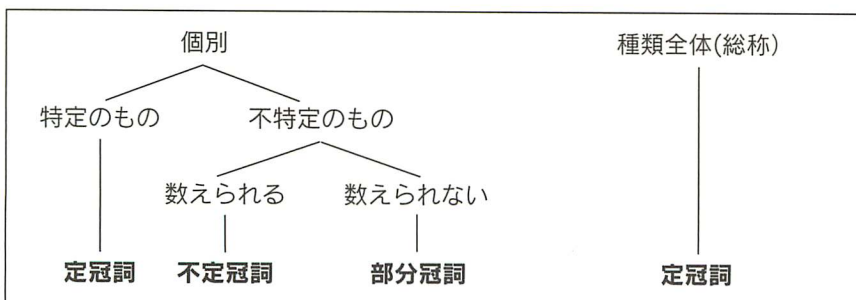 個別 種類全体(総称)
特定のもの 不特定のもの
数えられる 数えられない
定冠詞 不定冠詞 部分冠詞 定冠詞